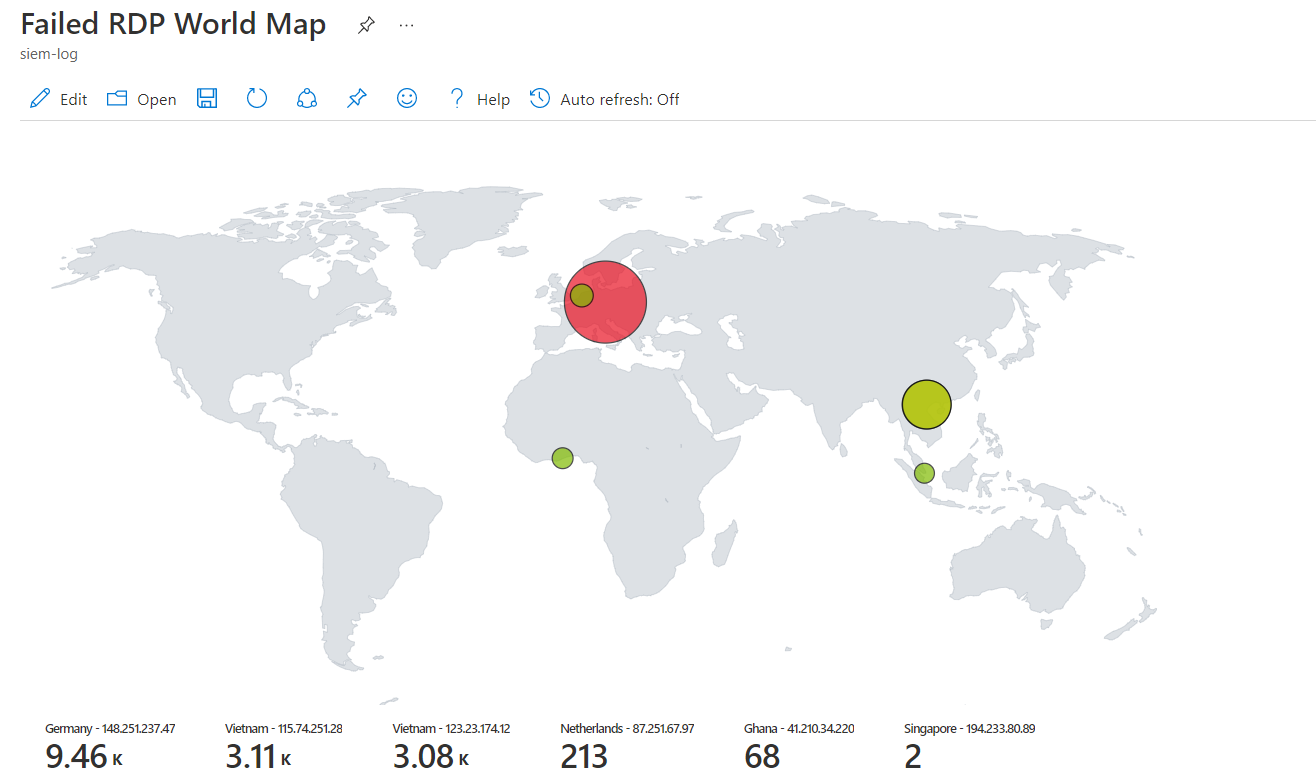 Failed RDP World Map
siem-log
Edit Open Help Auto refresh: Off
Germany - 148.251.237.47 Vietnam - 115.74.251.28 Vietnam - 123.23.174.12 Netherlands - 87.251.67.97 Ghana - 41.210.34.220 Singapore - 194.233.80.89
9.46 K 3.11 K 3.08 K 213 68 2